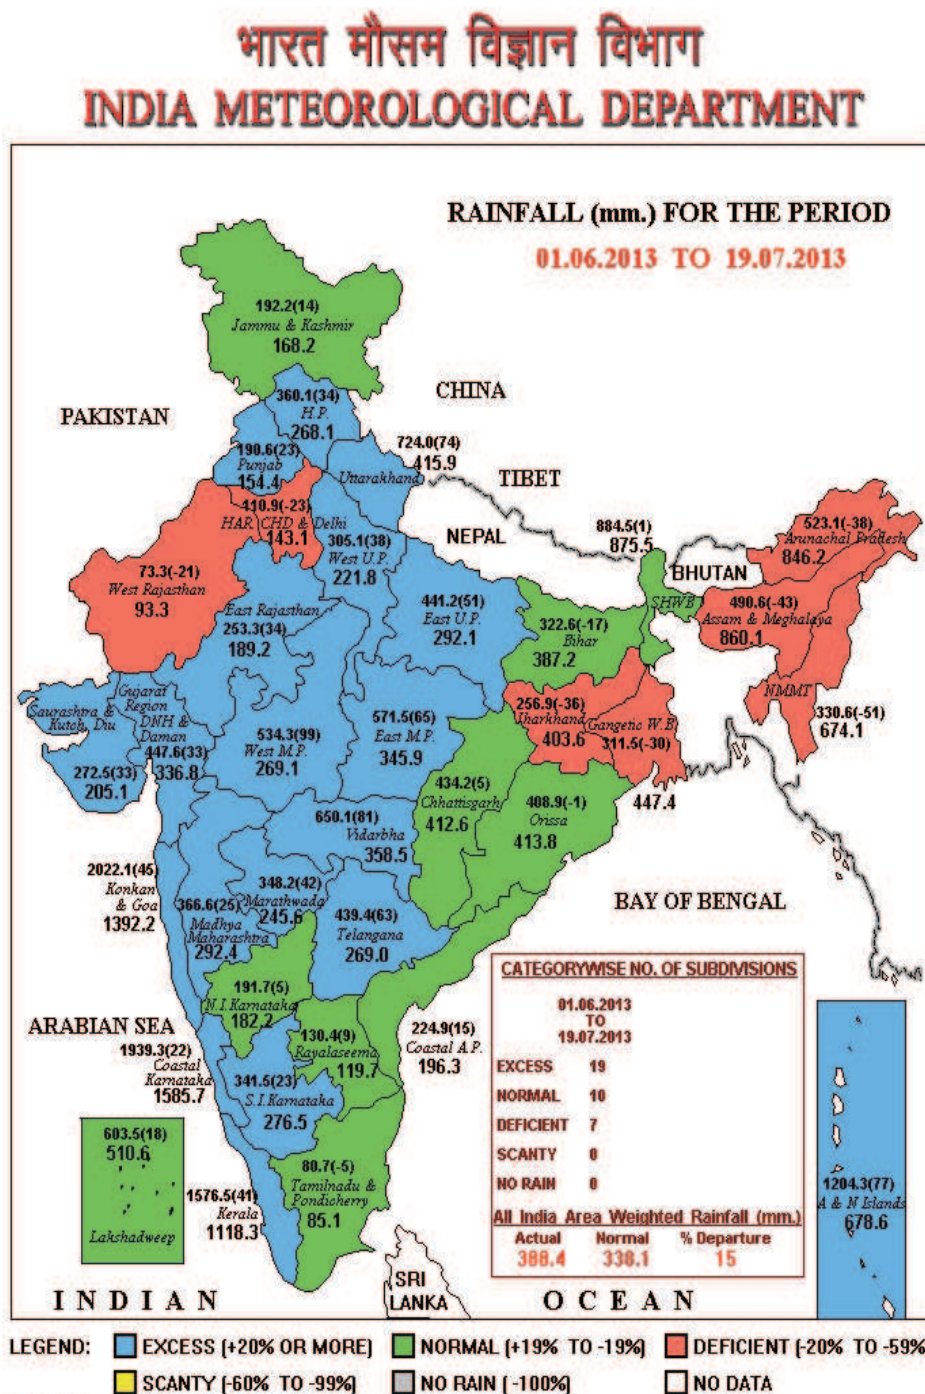 भारत मौसम विज्ञान विभाग
INDIA METEOROLOGICAL DEPARTMENT
RAINFALL (mm.) FOR THE PERIOD
01.06.2013 TO 19.07.2013
192.2(14)
Jammu & Kashmir
168.2
CHINA
PAKISTAN
360.1(34)
H.P.
268.1
190.6(23)
Punjab
154.4
724.0(74)
415.9
Uttarakhand
TIBET
410.9(-23)
HAR. CHD & Delhi
143.1
NEPAL
884.5(1)
875.5
BHUTAN
SHWB
523.1(-38)
Arunachal Pradesh
846.2
305.1(38)
West U.P.
221.8
73.3(-21)
West Rajasthan
93.3
East Rajasthan
253.3(34)
189.2
441.2(51)
East U.P.
292.1
322.6(-17)
Bihar
387.2
490.6(-43)
Assam & Meghalaya
860.1
NMMT
330.6(-51)
674.1
Saurashtra &
Kutch, Diu
272.5(33)
205.1
Gujarat
Region
DNH &
Daman
447.6(33)
336.8
534.3(99)
West M.P.
269.1
571.5(65)
East M.P.
345.9
256.9(-36)
Jharkhand
403.6
Gangetic W.B.
311.5(-30)
447.4
434.2(5)
Chhattisgarh
412.6
408.9(-1)
Orissa
413.8
650.1(81)
Vidarbha
358.5
2022.1(45)
Konkan
& Goa
1392.2
366.6(25)
Madhya
Maharashtra
292.4
348.2(42)
Marathwada
245.6
439.4(63)
Telangana
269.0
BAY OF BENGAL
191.7(5)
N.I.Karnataka
182.2
ARABIAN SEA
1939.3(22)
Coastal
Karnataka
1585.7
130.4(9)
Rayalaseema
119.7
224.9(15)
Coastal A.P.
196.3
341.5(23)
S.I.Karnataka
276.5
603.5(18)
510.6
Lakshadweep
80.7(-5)
Tamilnadu &
Pondicherry
85.1
1576.5(41)
Kerala
1118.3
CATEGORYWISE NO. OF SUBDIVISIONS
01.06.2013
TO
19.07.2013
EXCESS 19
NORMAL 10
DEFICIENT 7
SCANTY 0
NO RAIN 0
All India Area Weighted Rainfall (mm.)
Actual Normal % Departure
388.4 338.1 15
1204.3(77)
A & N Islands
678.6
SRI
LANKA
INDIAN OCEAN
LEGEND: EXCESS (+20% OR MORE) NORMAL (+19% TO -19%) DEFICIENT (-20% TO -59%
SCANTY (-60% TO -99%) NO RAIN (-100%) NO DATA